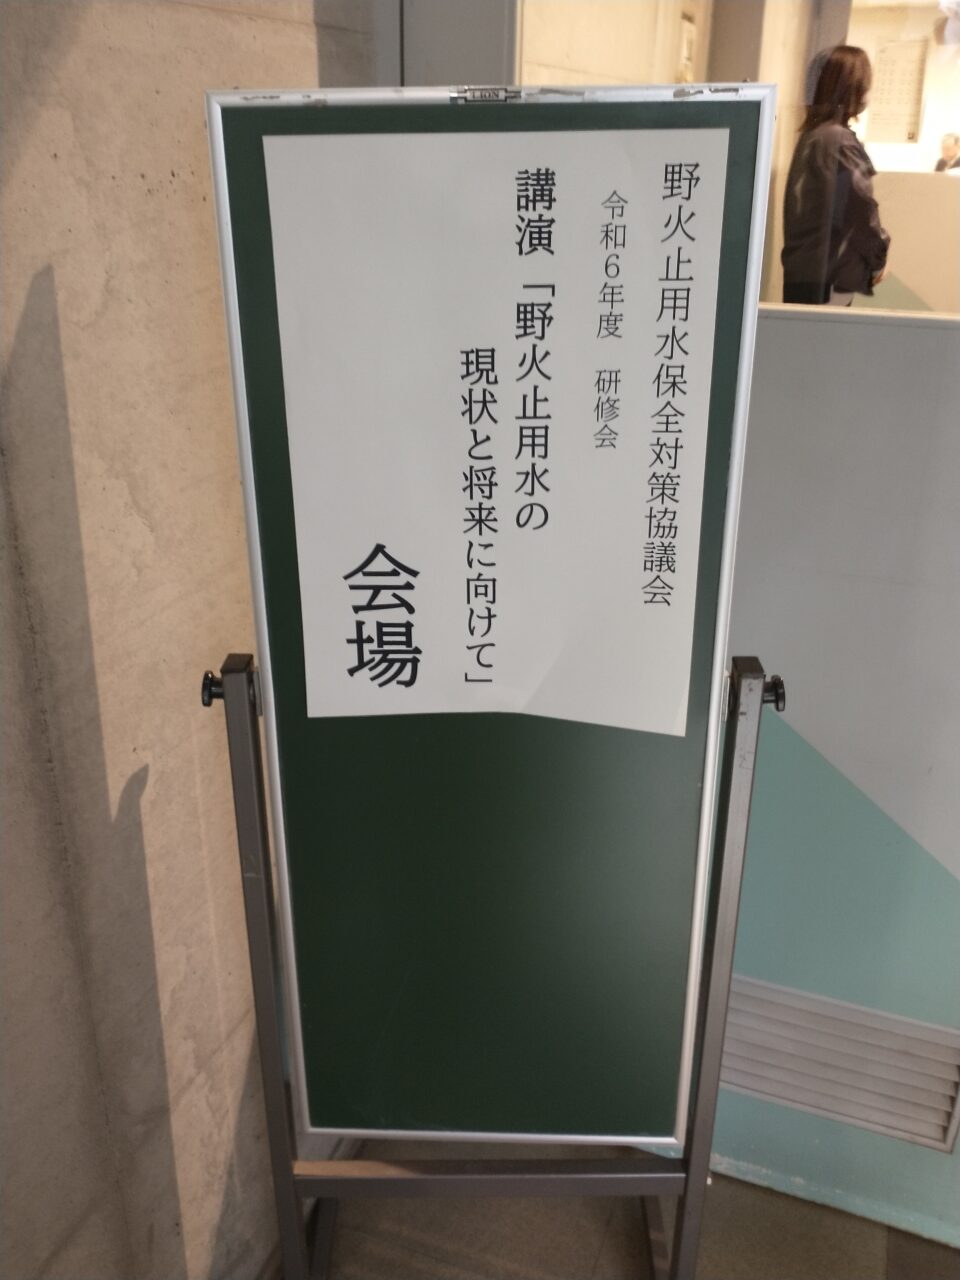 LION
野火止用水保全対策協議会
令和６年度　研修会
講演「野火止用水の
現状と将来に向けて」
会場